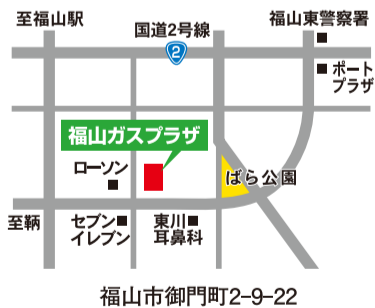 至福山駅
国道2号線
2
福山東警察署
ポート
プラザ
福山ガスプラザ
ローソン
ばら公園
至鞆
セブン
イレブン
東川
耳鼻科
福山市御門町2-9-22